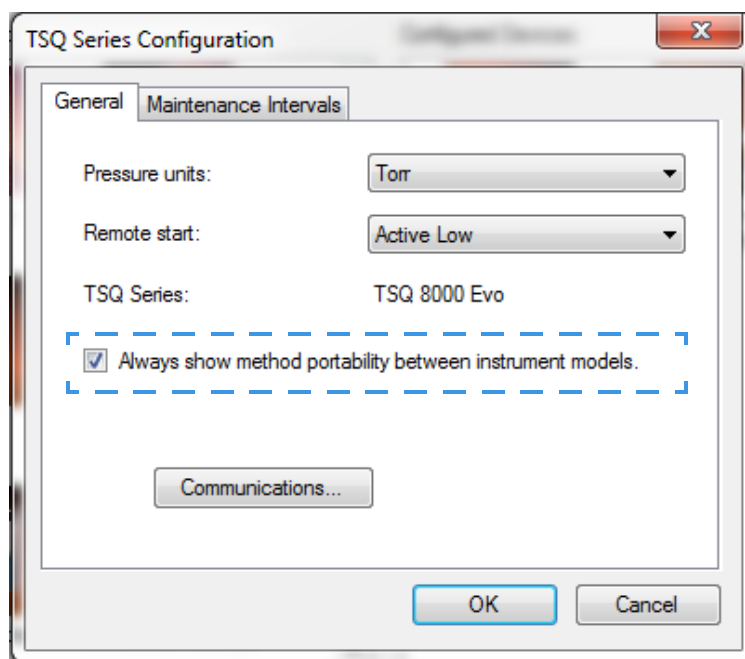 TSQ Series Configuration
General
Maintenance Intervals
Pressure units:
Torr
Remote start:
Active Low
TSQ Series:
TSQ 8000 Evo
Always show method portability between instrument models.
Communications...
OK
Cancel